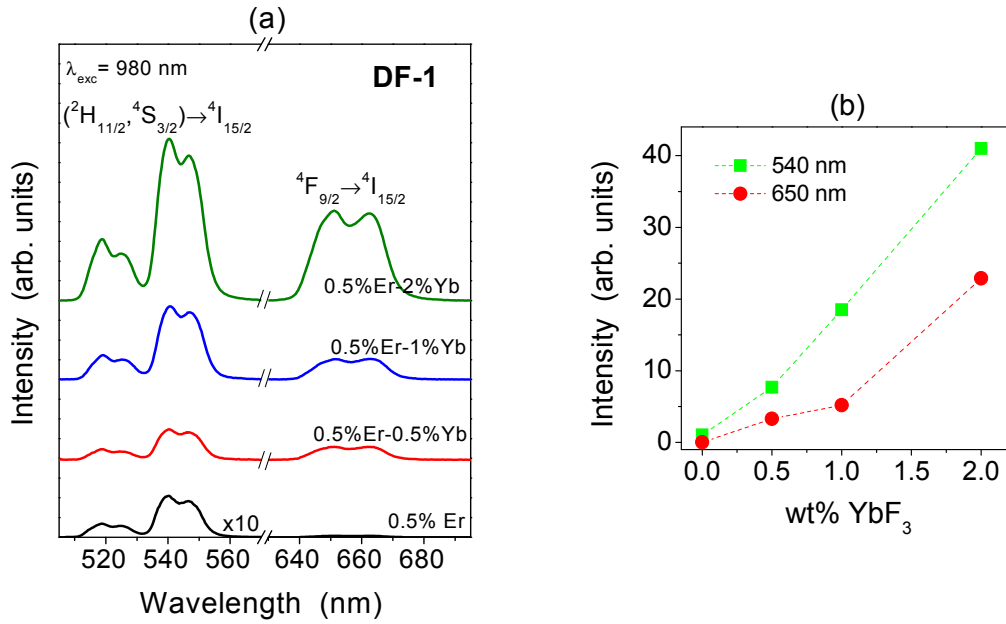 (a)
λexc= 980 nm
DF-1
(²H₁₁/₂,⁴S₃/₂)→⁴I₁₅/₂
⁴F₉/₂→⁴I₁₅/₂
0.5%Er-2%Yb
0.5%Er-1%Yb
0.5%Er-0.5%Yb
x10
0.5% Er
520 540 560 640 660 680
Wavelength (nm)
Intensity (arb. units)
(b)
540 nm
650 nm
40
30
20
10
0
0.0 0.5 1.0 1.5 2.0
wt% YbF₃
Intensity (arb. units)